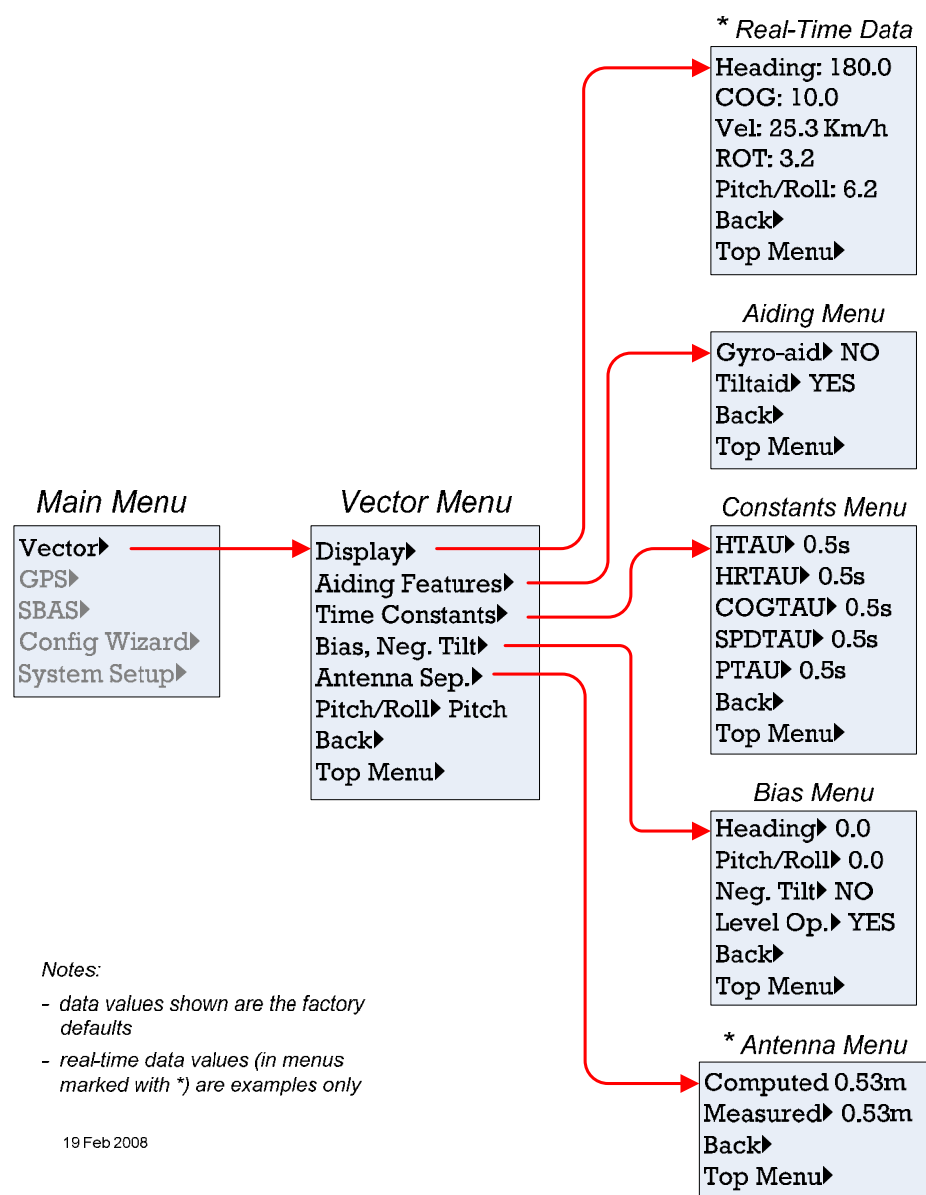 Main Menu
Vector▶
GPS▶
SBAS▶
Config Wizard▶
System Setup▶
Vector Menu
Display▶
Aiding Features▶
Time Constants▶
Bias, Neg. Tilt▶
Antenna Sep.▶
Pitch/Roll▶ Pitch
Back▶
Top Menu▶
* Real-Time Data
Heading: 180.0
COG: 10.0
Vel: 25.3 Km/h
ROT: 3.2
Pitch/Roll: 6.2
Back▶
Top Menu▶
Aiding Menu
Gyro-aid▶ NO
Tiltaid▶ YES
Back▶
Top Menu▶
Constants Menu
HTAU▶ 0.5s
HRTAU▶ 0.5s
COGTAU▶ 0.5s
SPDTAU▶ 0.5s
PTAU▶ 0.5s
Back▶
Top Menu▶
Bias Menu
Heading▶ 0.0
Pitch/Roll▶ 0.0
Neg. Tilt▶ NO
Level Op.▶ YES
Back▶
Top Menu▶
* Antenna Menu
Computed 0.53m
Measured▶ 0.53m
Back▶
Top Menu▶
Notes:
- data values shown are the factory
defaults
- real-time data values (in menus
marked with *) are examples only
19 Feb 2008